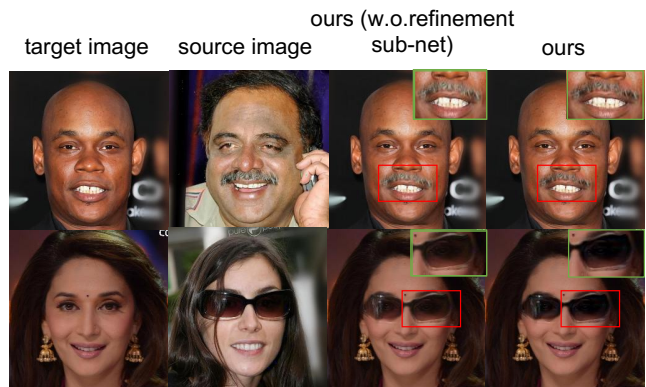 target image
source image
ours (w.o.refinement
sub-net)
ours